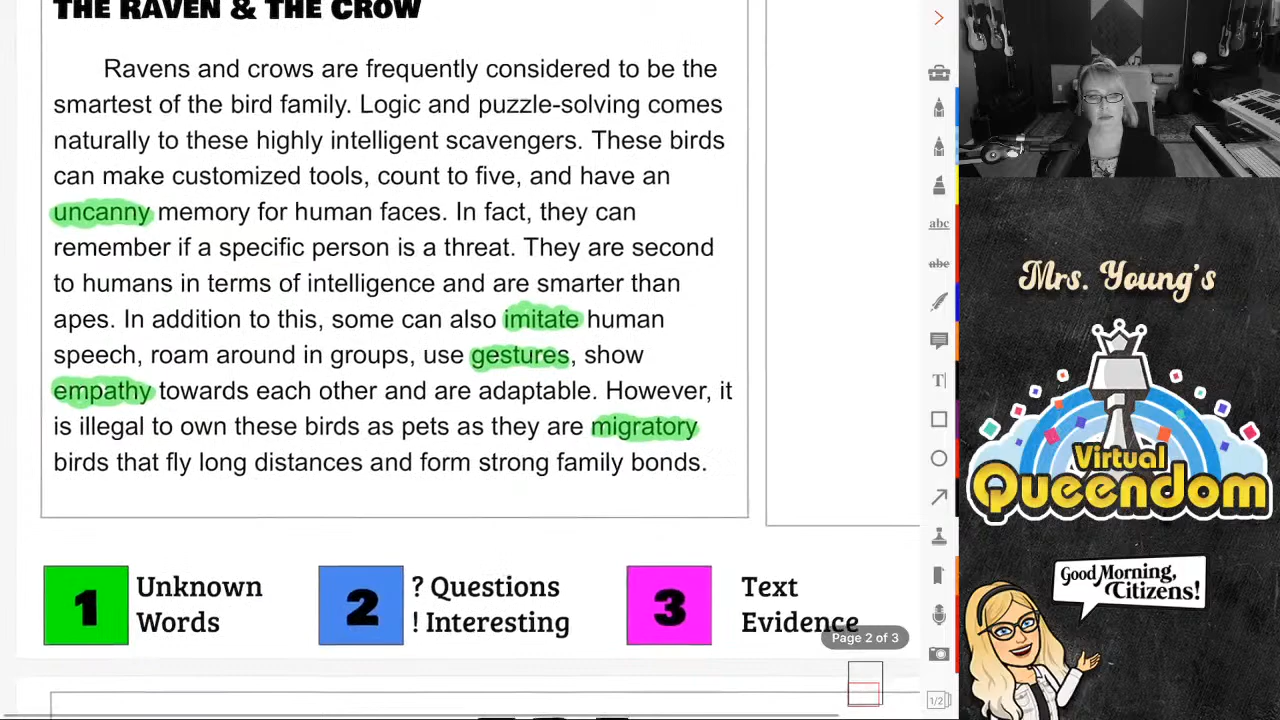 THE RAVEN & THE CROW
Ravens and crows are frequently considered to be the
smartest of the bird family. Logic and puzzle-solving comes
naturally to these highly intelligent scavengers. These birds
can make customized tools, count to five, and have an
uncanny memory for human faces. In fact, they can
remember if a specific person is a threat. They are second
to humans in terms of intelligence and are smarter than
apes. In addition to this, some can also imitate human
speech, roam around in groups, use gestures, show
empathy towards each other and are adaptable. However, it
is illegal to own these birds as pets as they are migratory
birds that fly long distances and form strong family bonds.
1
Unknown
Words
2
? Questions
! Interesting
3
Text
Evidence
Page 2 of 3
abc
abc
T
1/2
Mrs. Young's
Virtual
Queendom
Good Morning,
Citizens!